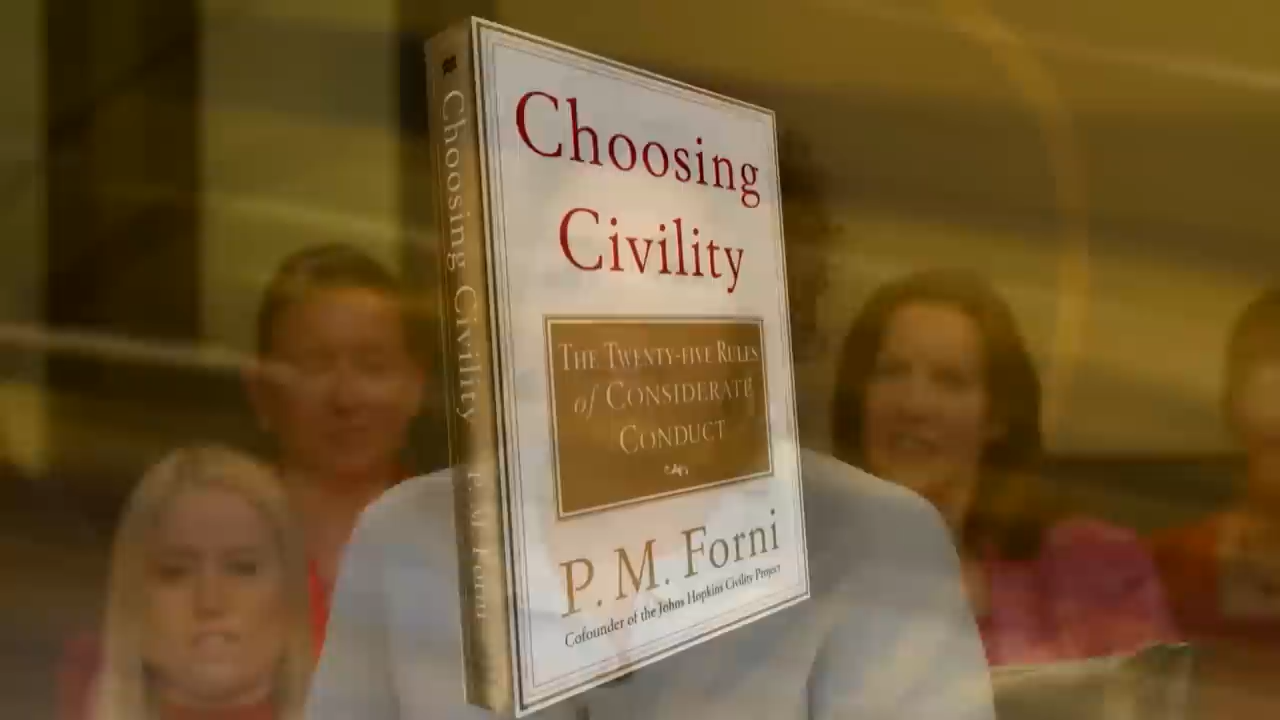 Choosing Civility P. M. Forni
Choosing
Civility
THE TWENTY-FIVE RULES
of CONSIDERATE
CONDUCT
P. M. Forni
Cofounder of the Johns Hopkins Civility Project